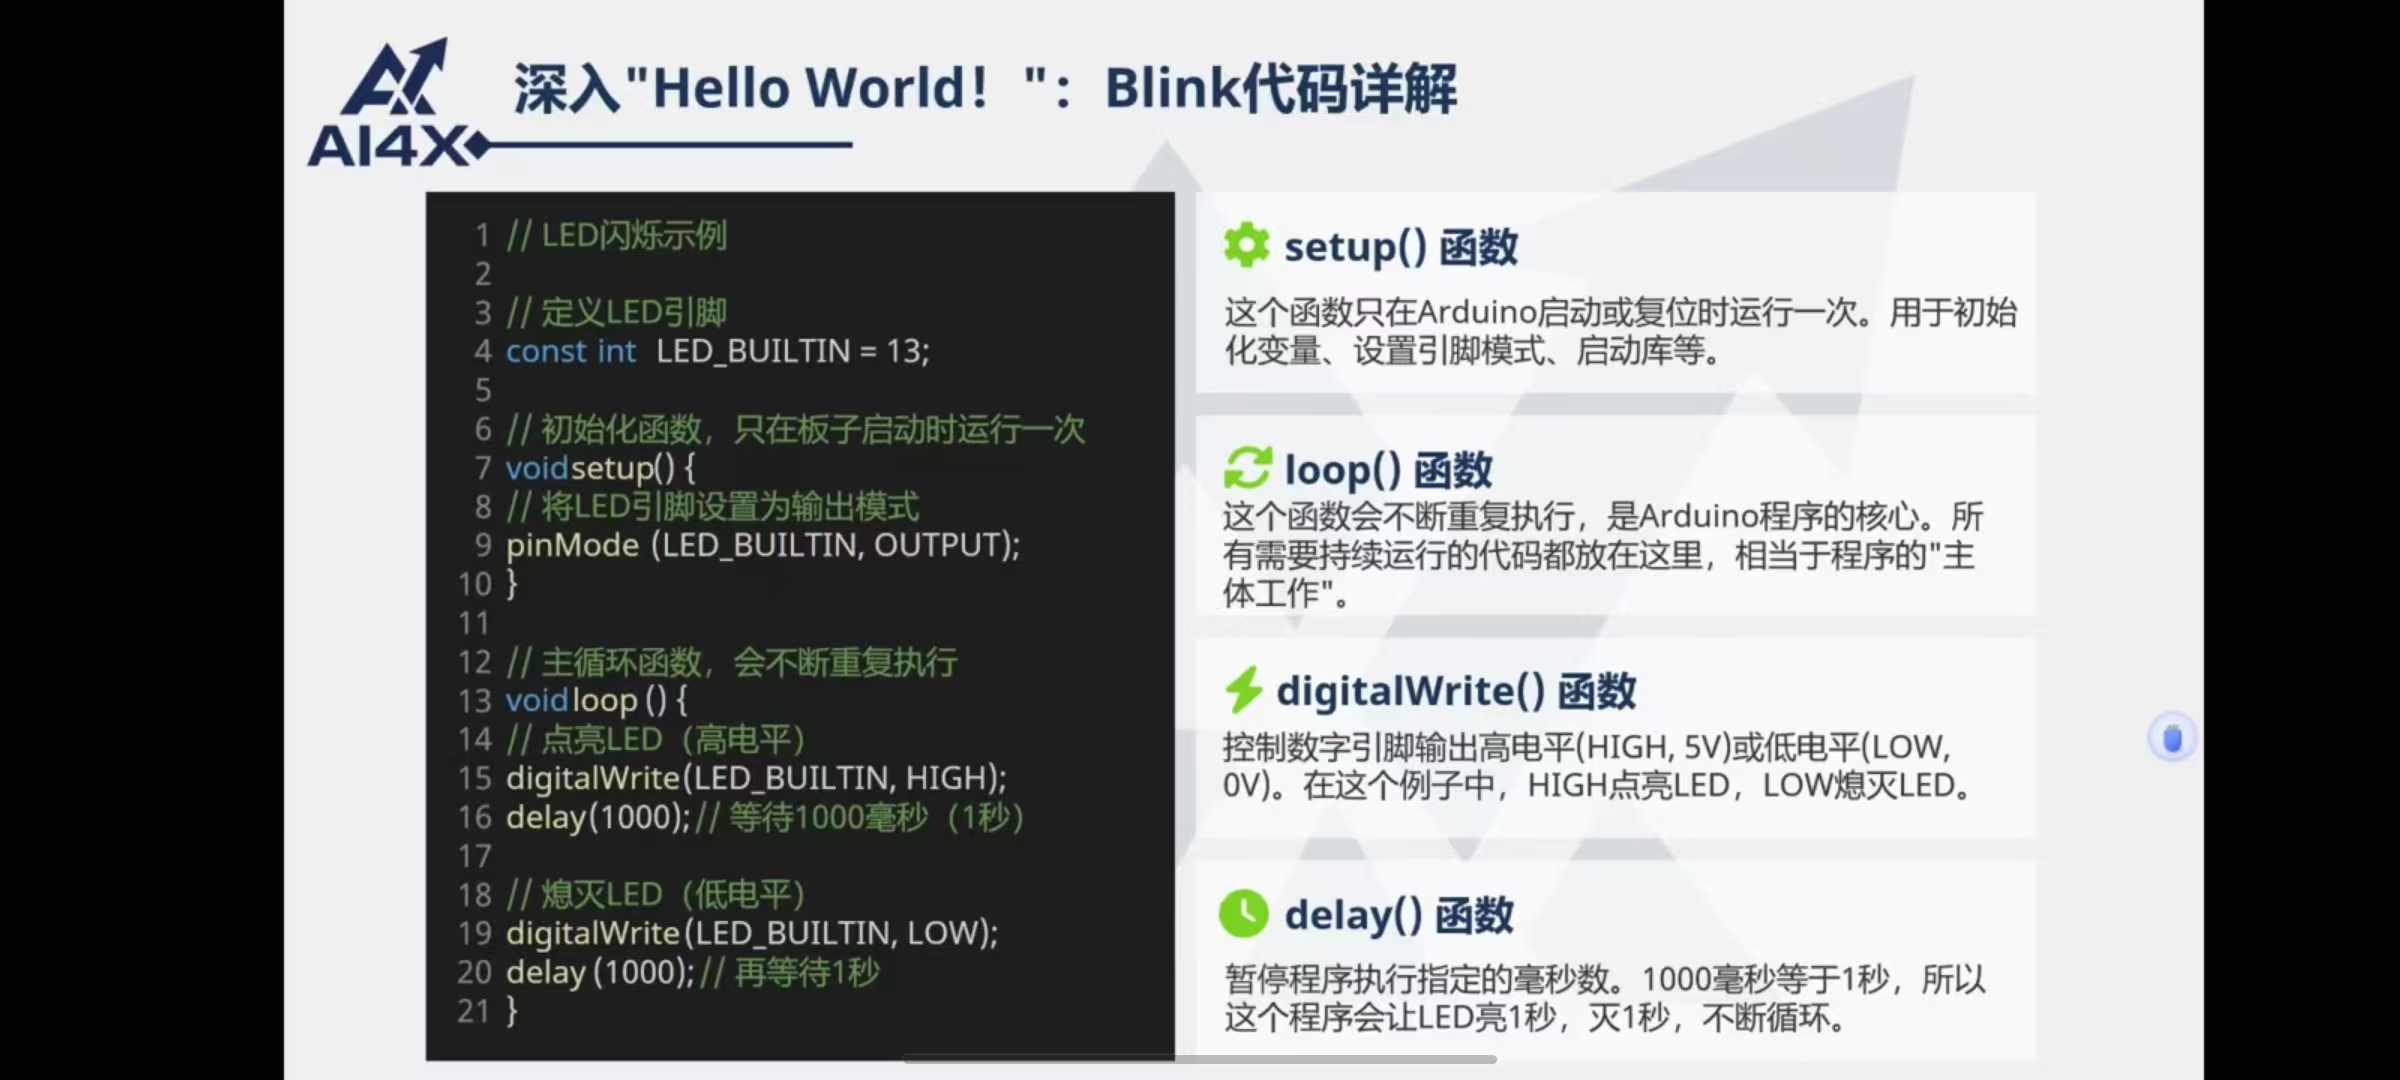 AI4X
深入"Hello World！"：Blink代码详解
1 // LED闪烁示例
2
3 // 定义LED引脚
4 const int LED_BUILTIN = 13;
5
6 // 初始化函数，只在板子启动时运行一次
7 voidsetup() {
8 // 将LED引脚设置为输出模式
9 pinMode (LED_BUILTIN, OUTPUT);
10 }
11
12 // 主循环函数，会不断重复执行
13 voidloop () {
14 // 点亮LED（高电平）
15 digitalWrite(LED_BUILTIN, HIGH);
16 delay(1000); // 等待1000毫秒（1秒）
17
18 // 熄灭LED（低电平）
19 digitalWrite(LED_BUILTIN, LOW);
20 delay (1000); // 再等待1秒
21 }
setup() 函数
这个函数只在Arduino启动或复位时运行一次。用于初始
化变量、设置引脚模式、启动库等。
loop() 函数
这个函数会不断重复执行，是Arduino程序的核心。所
有需要持续运行的代码都放在这里，相当于程序的"主
体工作"。
digitalWrite() 函数
控制数字引脚输出高电平(HIGH, 5V)或低电平(LOW,
0V)。在这个例子中，HIGH点亮LED，LOW熄灭LED。
delay() 函数
暂停程序执行指定的毫秒数。1000毫秒等于1秒，所以
这个程序会让LED亮1秒，灭1秒，不断循环。